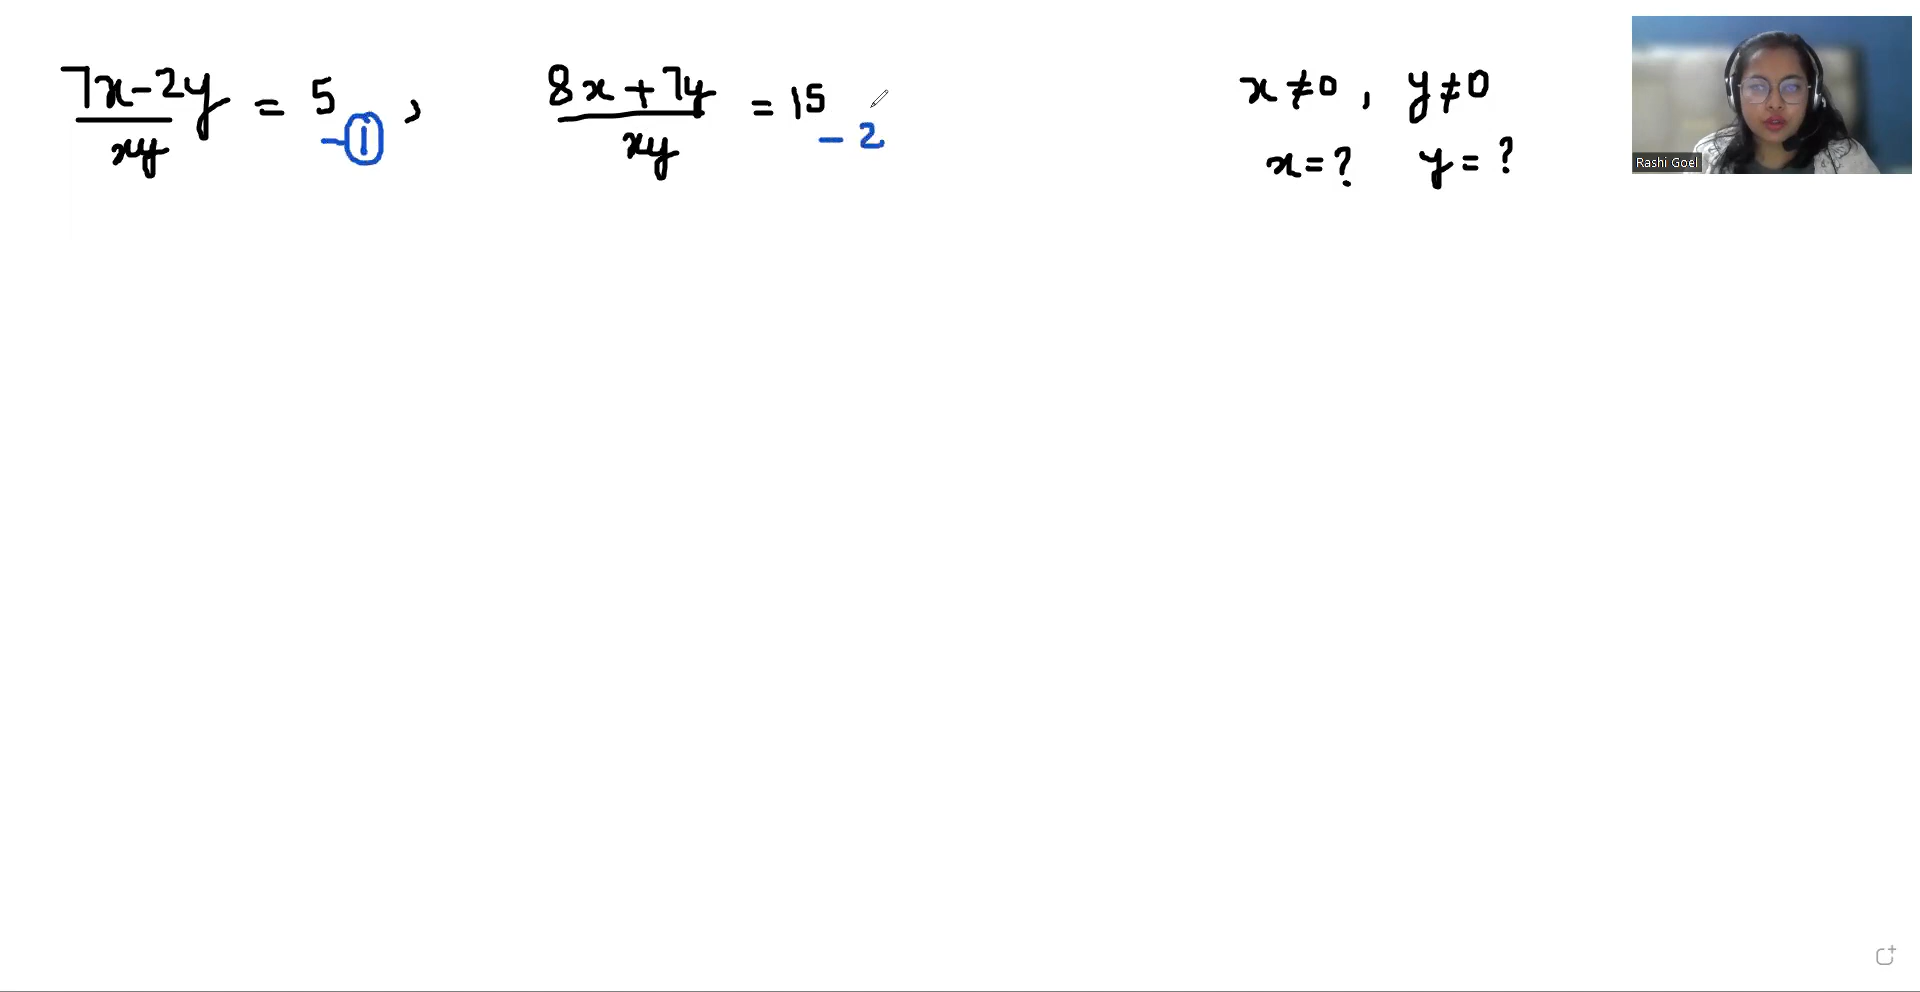 7x-2y/xy = 5 -①, 8x+7y/xy = 15 - 2
x≠0, y≠0
x=? y=?
Rashi Goel